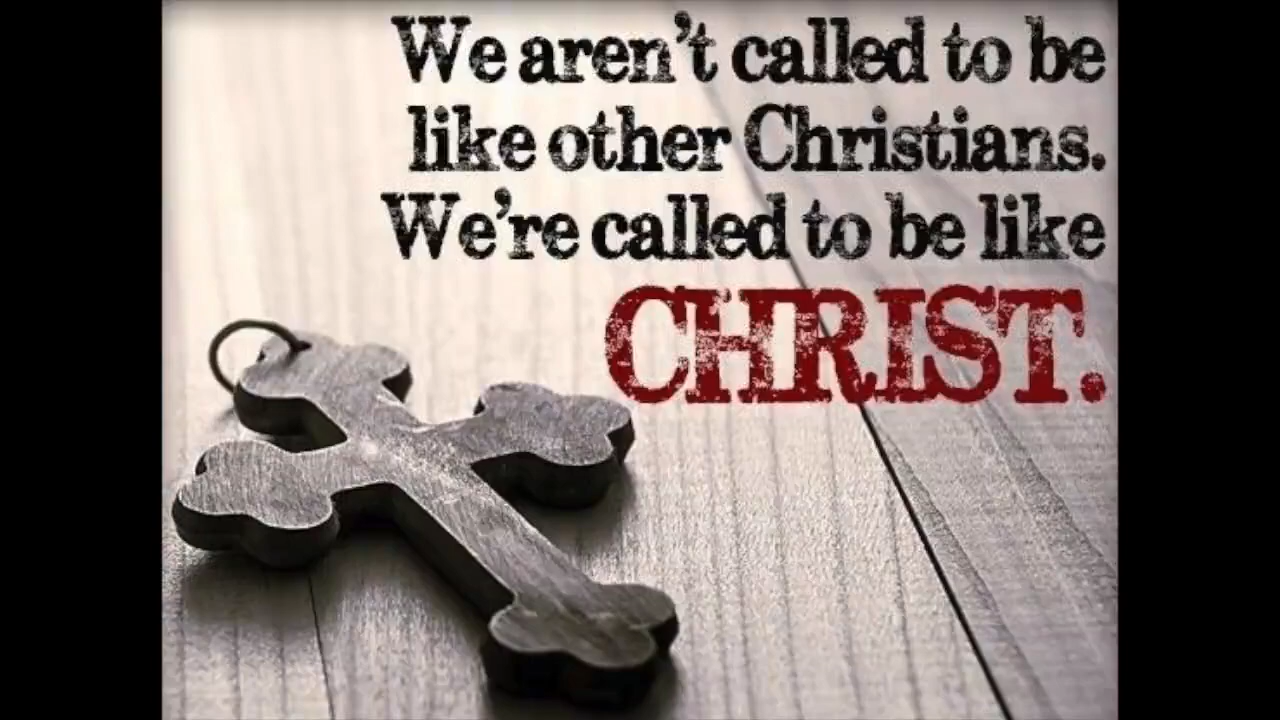 We aren't called to be
like other Christians.
We're called to be like
CHRIST.